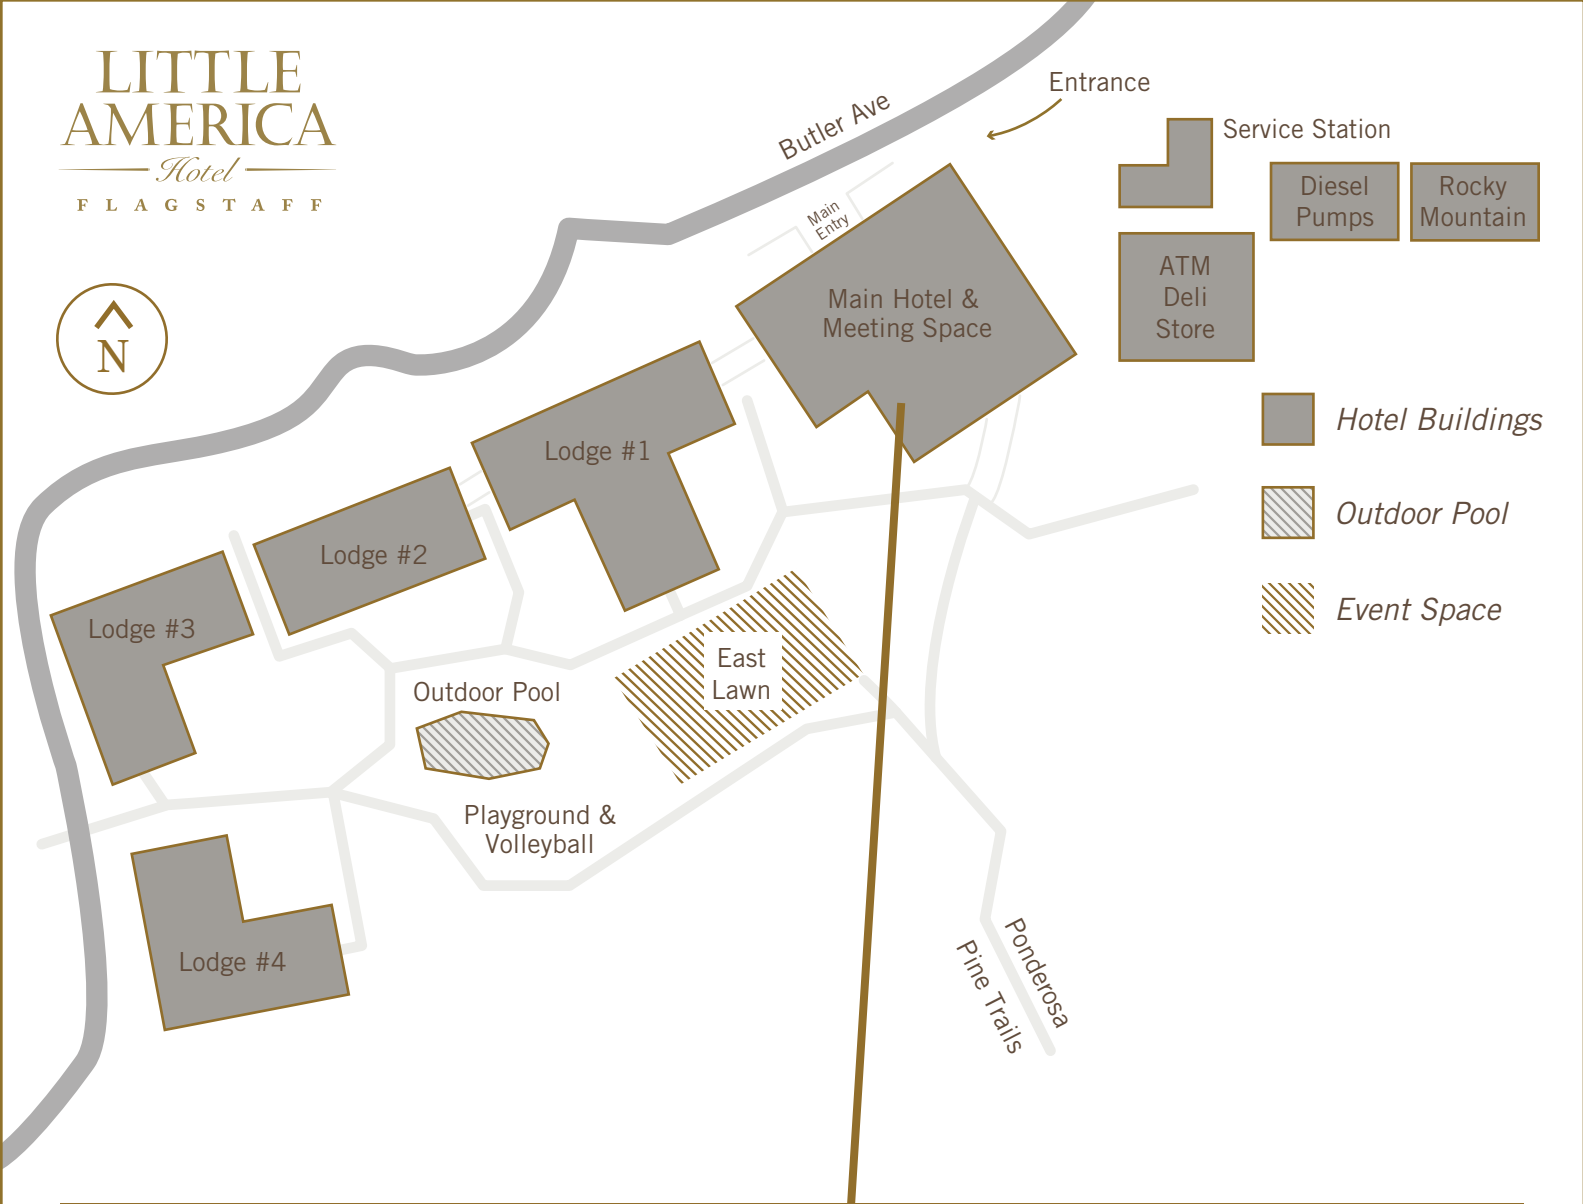 LITTLE
AMERICA
Hotel
FLAGSTAFF
N
Butler Ave
Entrance
Service Station
Diesel
Pumps
Rocky
Mountain
Main
Entry
ATM
Deli
Store
Main Hotel &
Meeting Space
Hotel Buildings
Outdoor Pool
Event Space
Lodge #1
Lodge #2
Lodge #3
East
Lawn
Outdoor Pool
Playground &
Volleyball
Lodge #4
Ponderosa
Pine Trails